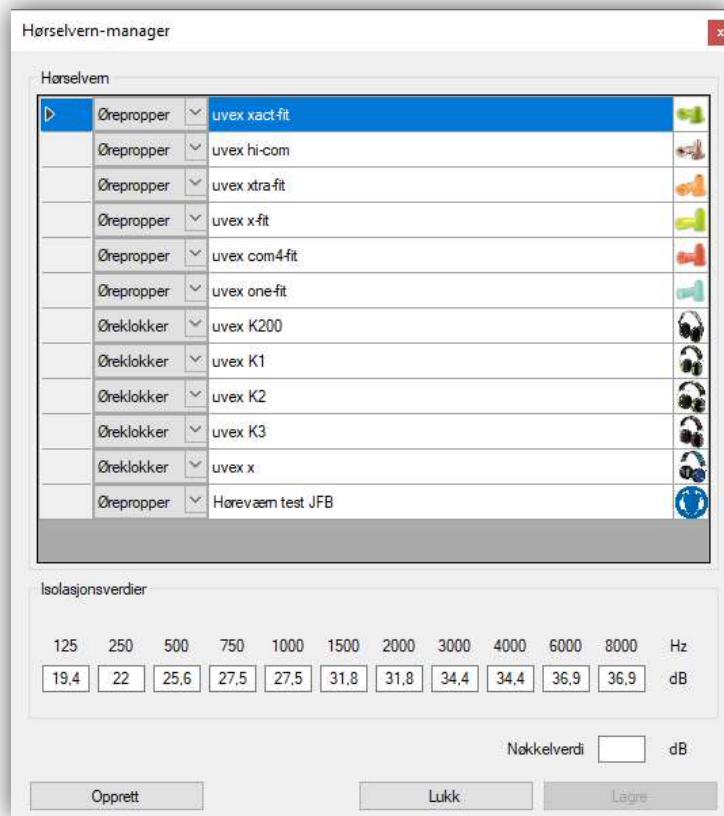 Hørselvern-manager
x
Hørselvern
Ørepropper uvex xact-fit
Ørepropper uvex hi-com
Ørepropper uvex xtra-fit
Ørepropper uvex x-fit
Ørepropper uvex com4-fit
Ørepropper uvex one-fit
Øreklokker uvex K200
Øreklokker uvex K1
Øreklokker uvex K2
Øreklokker uvex K3
Øreklokker uvex x
Ørepropper Høreværn test JFB
Isolasjonsverdier
125 250 500 750 1000 1500 2000 3000 4000 6000 8000 Hz
19,4 22 25,6 27,5 27,5 31,8 31,8 34,4 34,4 36,9 36,9 dB
Nøkkelverdi dB
Opprett Lukk Lagre